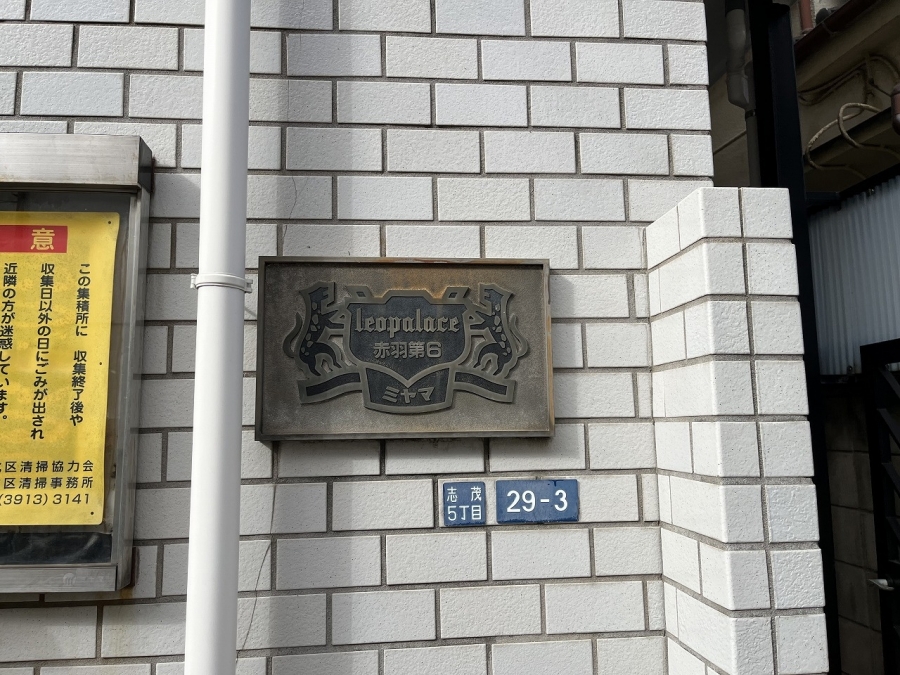 意
この集積所に　収集終了後や
収集日以外の日にごみが出され
近隣の方が迷惑しています。
区清掃協力会
区清掃事務所
(3913) 3141
leopalace
赤羽第6
ミヤマ
志茂
5丁目
29-3